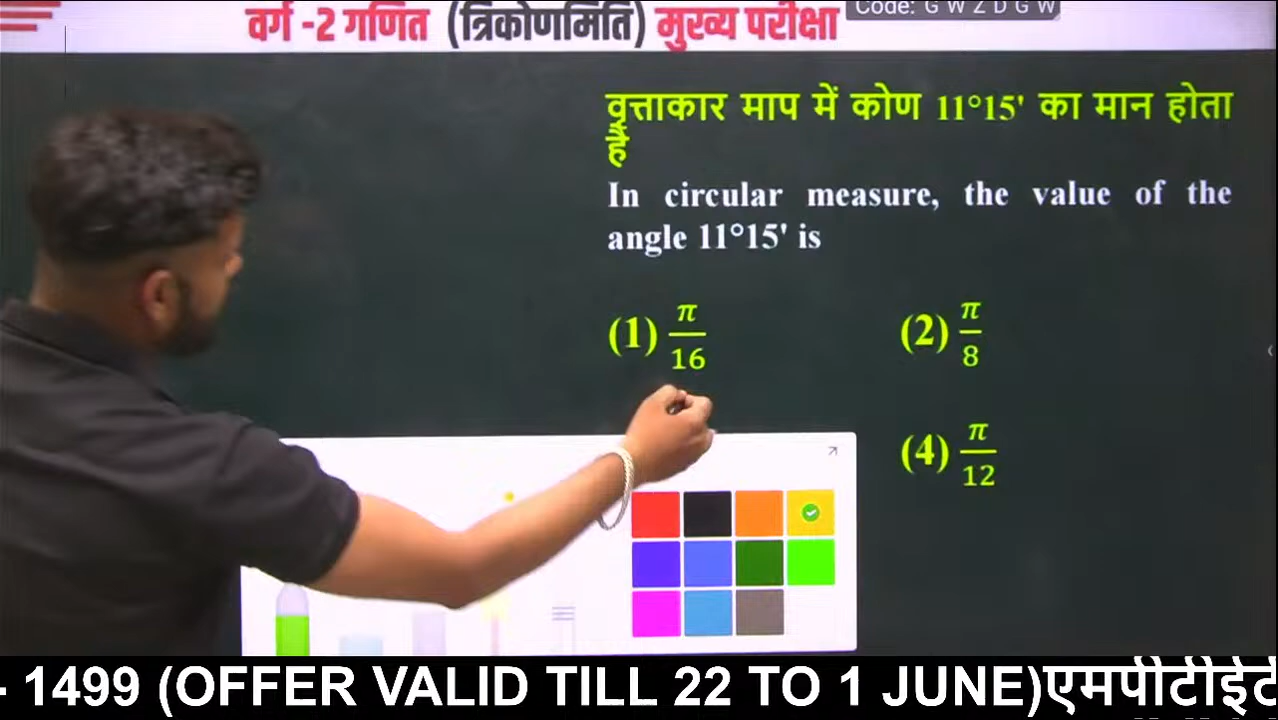 वर्ग -2 गणित (त्रिकोणमिति) मुख्य परीक्षा
Code: G W Z D G W
वृत्ताकार माप में कोण 11°15' का मान होता
है
In circular measure, the value of the
angle 11°15' is
(1) π/16 (2) π/8
(4) π/12
- 1499 (OFFER VALID TILL 22 TO 1 JUNE)एमपीटीईट